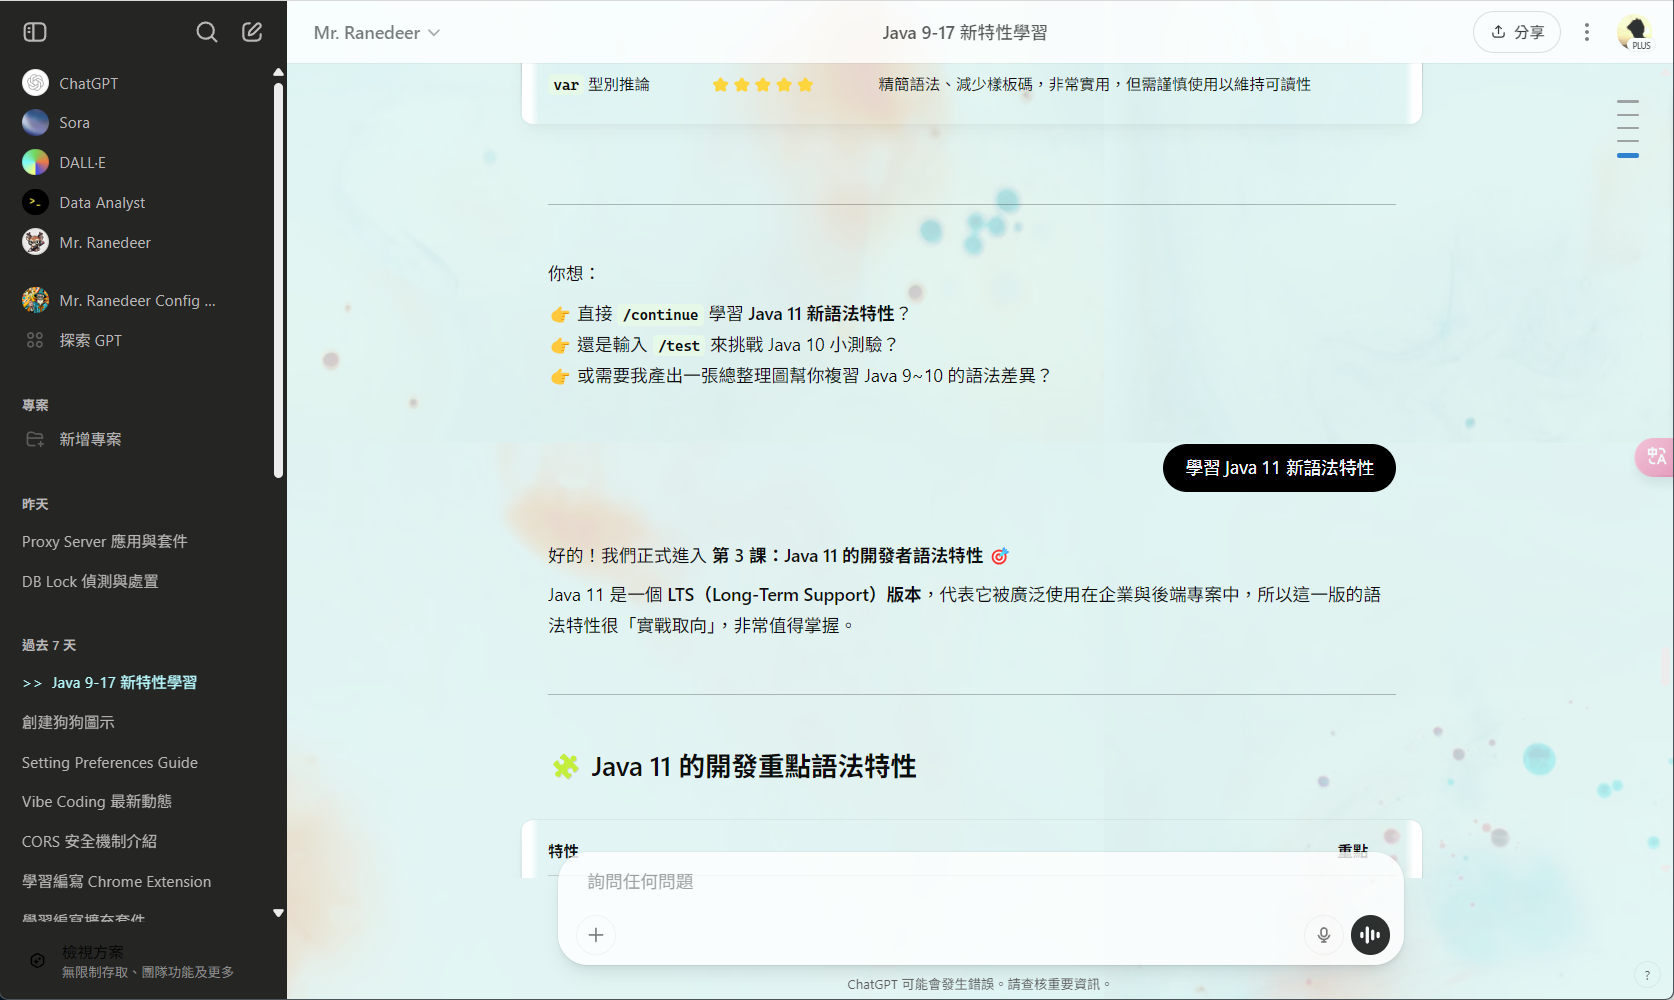 ChatGPT
Sora
DALL·E
Data Analyst
Mr. Ranedeer
Mr. Ranedeer Config ...
探索 GPT
專案
新增專案
昨天
Proxy Server 應用與套件
DB Lock 偵測與處置
過去 7 天
>> Java 9-17 新特性學習
創建狗狗圖示
Setting Preferences Guide
Vibe Coding 最新動態
CORS 安全機制介紹
學習編寫 Chrome Extension
學習編寫擴充套件
檢視方案
無限制存取、團隊功能及更多
Mr. Ranedeer
Java 9-17 新特性學習
分享
PLUS
var 型別推論 ⭐⭐⭐⭐⭐ 精簡語法、減少樣板碼，非常實用，但需謹慎使用以維持可讀性
你想：
👉 直接 /continue 學習 Java 11 新語法特性？
👉 還是輸入 /test 來挑戰 Java 10 小測驗？
👉 或需要我產出一張總整理圖幫你複習 Java 9~10 的語法差異？
學習 Java 11 新語法特性
好的！我們正式進入 第 3 課：Java 11 的開發者語法特性 🎯
Java 11 是一個 LTS（Long-Term Support）版本，代表它被廣泛使用在企業與後端專案中，所以這一版的語
法特性很「實戰取向」，非常值得掌握。
🧩 Java 11 的開發重點語法特性
特性 重點
詢問任何問題
ChatGPT 可能會發生錯誤。請查核重要資訊。
?
中A